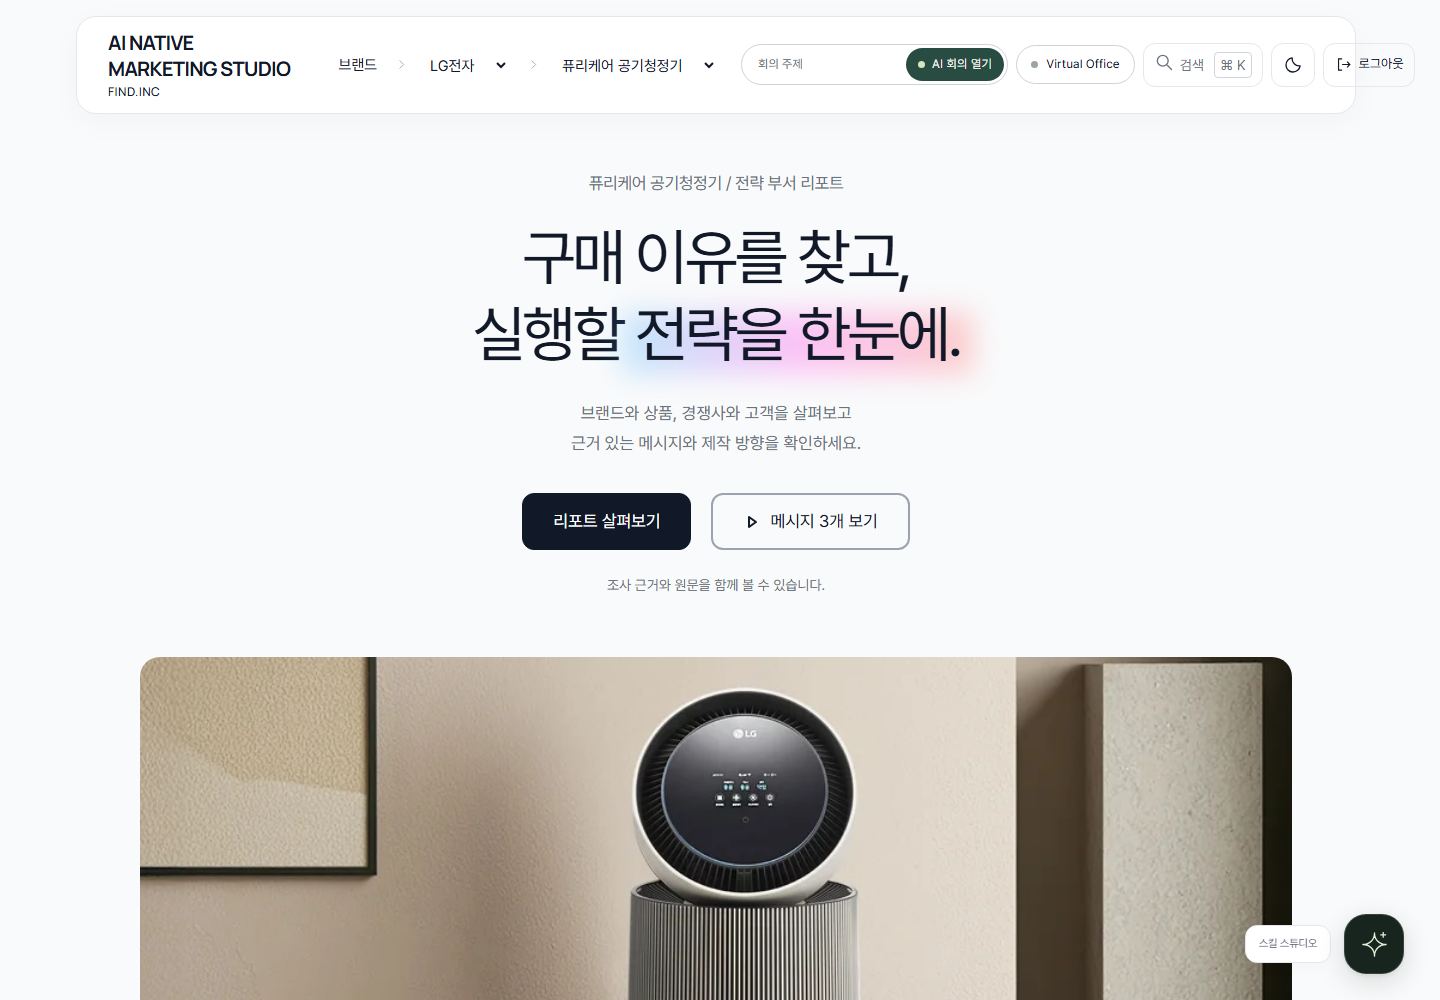 AI NATIVE
MARKETING STUDIO
FIND.INC
브랜드
LG전자
퓨리케어 공기청정기
회의 주제
AI 회의 열기
Virtual Office
검색
⌘ K
로그아웃
퓨리케어 공기청정기 / 전략 부서 리포트
구매 이유를 찾고,
실행할 전략을 한눈에.
브랜드와 상품, 경쟁사와 고객을 살펴보고
근거 있는 메시지와 제작 방향을 확인하세요.
리포트 살펴보기
메시지 3개 보기
조사 근거와 원문을 함께 볼 수 있습니다.
LG
스킬 스튜디오